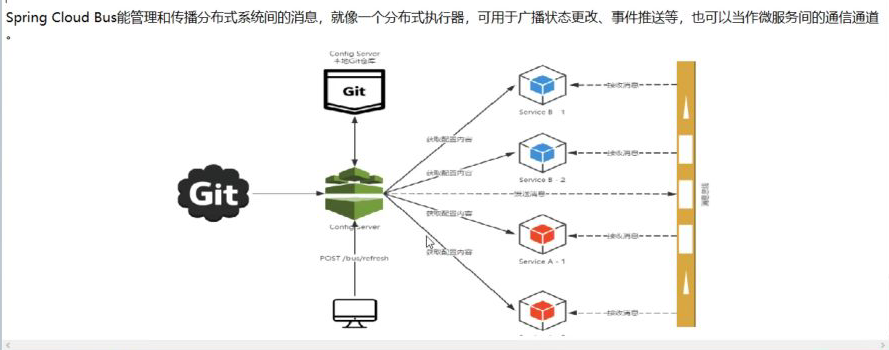 Spring Cloud Bus能管理和传播分布式系统间的消息，就像一个分布式执行器，可用于广播状态更改、事件推送等，也可以当作微服务间的通信通道
。
Config Server
本地Git仓库
Git
Service B - 1
接收消息
获取配置内容
Service B - 2
接收消息
获取配置内容
Git
发送消息
消息总线
Config Server
获取配置内容
Service A - 1
接收消息
获取配置内容
POST /bus/refresh
接收消息